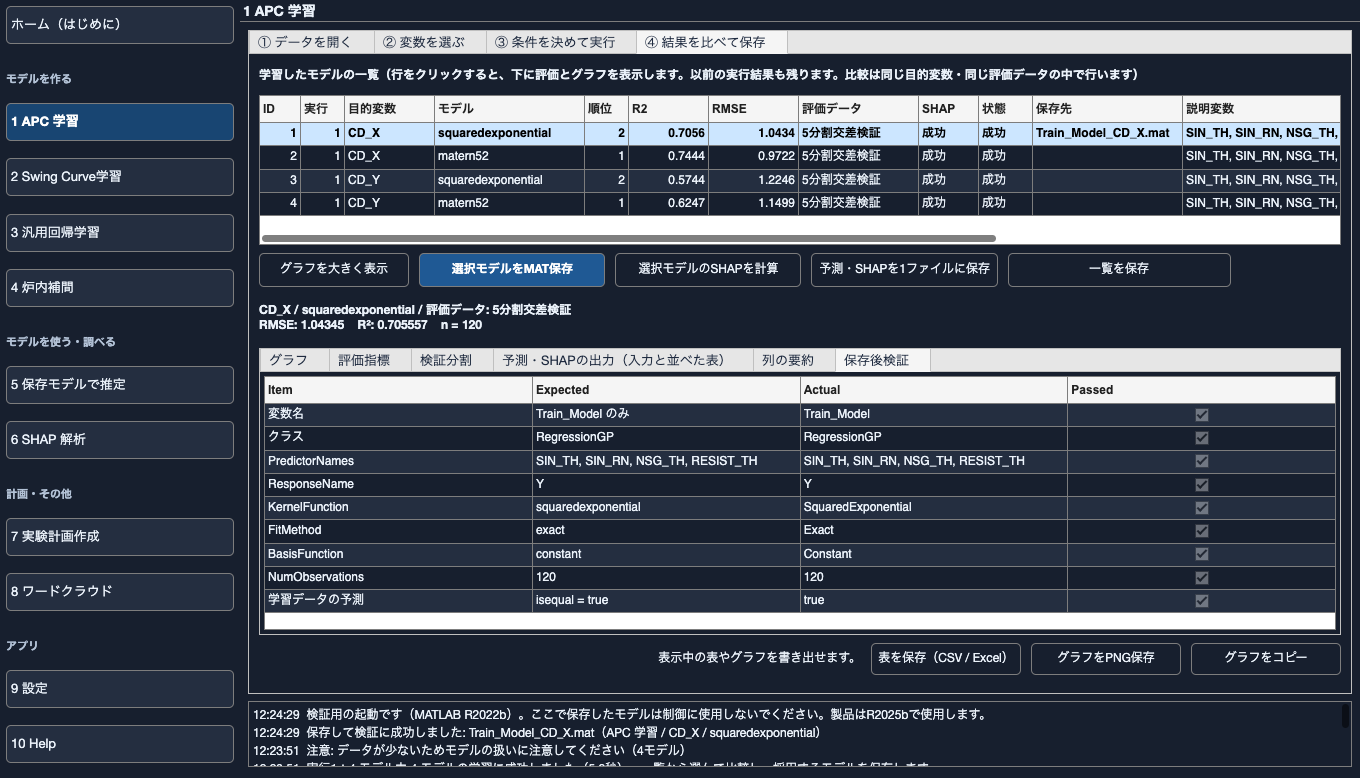 ホーム（はじめに）
モデルを作る
1 APC 学習
2 Swing Curve学習
3 汎用回帰学習
4 炉内補間
モデルを使う・調べる
5 保存モデルで推定
6 SHAP 解析
計画・その他
7 実験計画作成
8 ワードクラウド
アプリ
9 設定
10 Help
1 APC 学習
① データを開く ② 変数を選ぶ ③ 条件を決めて実行 ④ 結果を比べて保存
学習したモデルの一覧（行をクリックすると、下に評価とグラフを表示します。以前の実行結果も残ります。比較は同じ目的変数・同じ評価データの中で行います）
ID 実行 目的変数 モデル 順位 R2 RMSE 評価データ SHAP 状態 保存先 説明変数
1 1 CD_X squaredexponential 2 0.7056 1.0434 5分割交差検証 成功 成功 Train_Model_CD_X.mat SIN_TH, SIN_RN, NSG_TH,
2 1 CD_X matern52 1 0.7444 0.9722 5分割交差検証 成功 成功 SIN_TH, SIN_RN, NSG_TH,
3 1 CD_Y squaredexponential 2 0.5744 1.2246 5分割交差検証 成功 成功 SIN_TH, SIN_RN, NSG_TH,
4 1 CD_Y matern52 1 0.6247 1.1499 5分割交差検証 成功 成功 SIN_TH, SIN_RN, NSG_TH,
グラフを大きく表示 選択モデルをMAT保存 選択モデルのSHAPを計算 予測・SHAPを1ファイルに保存 一覧を保存
CD_X / squaredexponential / 評価データ: 5分割交差検証
RMSE: 1.04345 R²: 0.705557 n = 120
グラフ 評価指標 検証分割 予測・SHAPの出力（入力と並べた表） 列の要約 保存後検証
Item Expected Actual Passed
変数名 Train_Model のみ Train_Model
クラス RegressionGP RegressionGP
PredictorNames SIN_TH, SIN_RN, NSG_TH, RESIST_TH SIN_TH, SIN_RN, NSG_TH, RESIST_TH
ResponseName Y Y
KernelFunction squaredexponential SquaredExponential
FitMethod exact Exact
BasisFunction constant Constant
NumObservations 120 120
学習データの予測 isequal = true true
表示中の表やグラフを書き出せます。 表を保存（CSV / Excel） グラフをPNG保存 グラフをコピー
12:24:29 検証用の起動です（MATLAB R2022b）。ここで保存したモデルは制御に使用しないでください。製品はR2025bで使用します。
12:24:29 保存して検証に成功しました: Train_Model_CD_X.mat（APC 学習 / CD_X / squaredexponential）
12:23:51 注意: データが少ないためモデルの扱いに注意してください（4モデル）